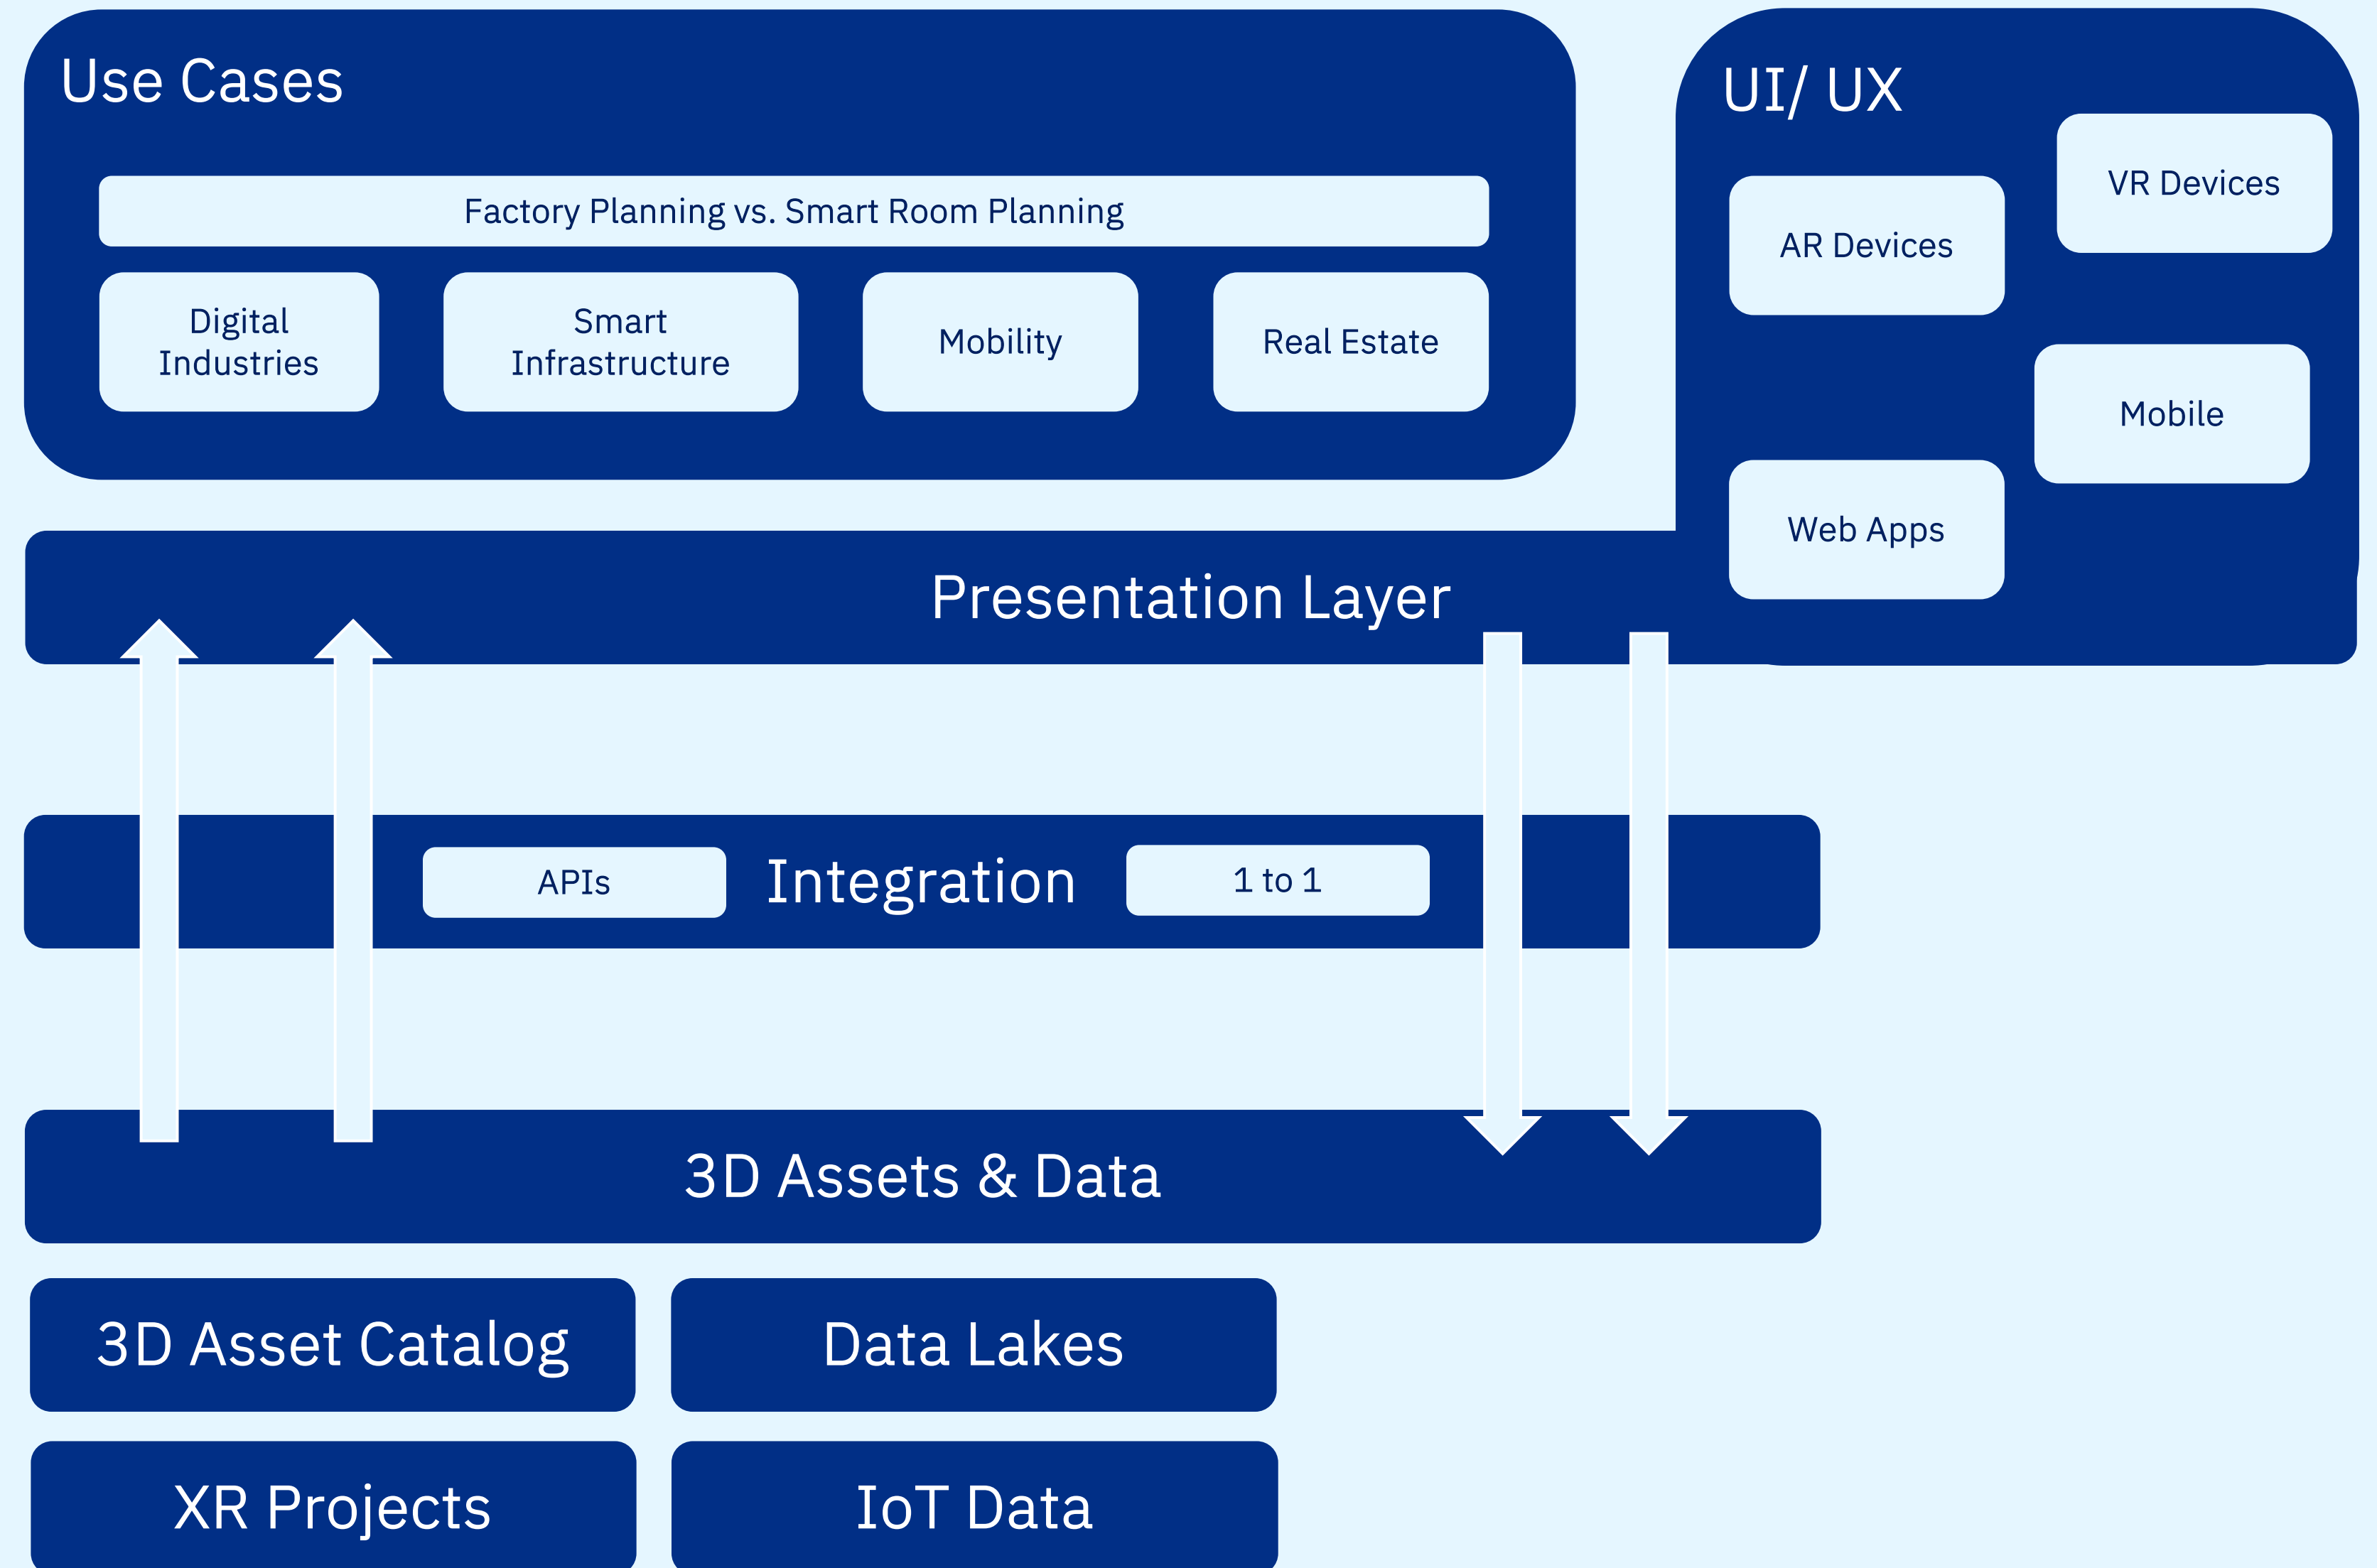 Use Cases
Factory Planning vs. Smart Room Planning
Digital
Industries
Smart
Infrastructure
Mobility
Real Estate
UI/ UX
VR Devices
AR Devices
Mobile
Web Apps
Presentation Layer
APIs
Integration
1 to 1
3D Assets & Data
3D Asset Catalog
Data Lakes
XR Projects
IoT Data